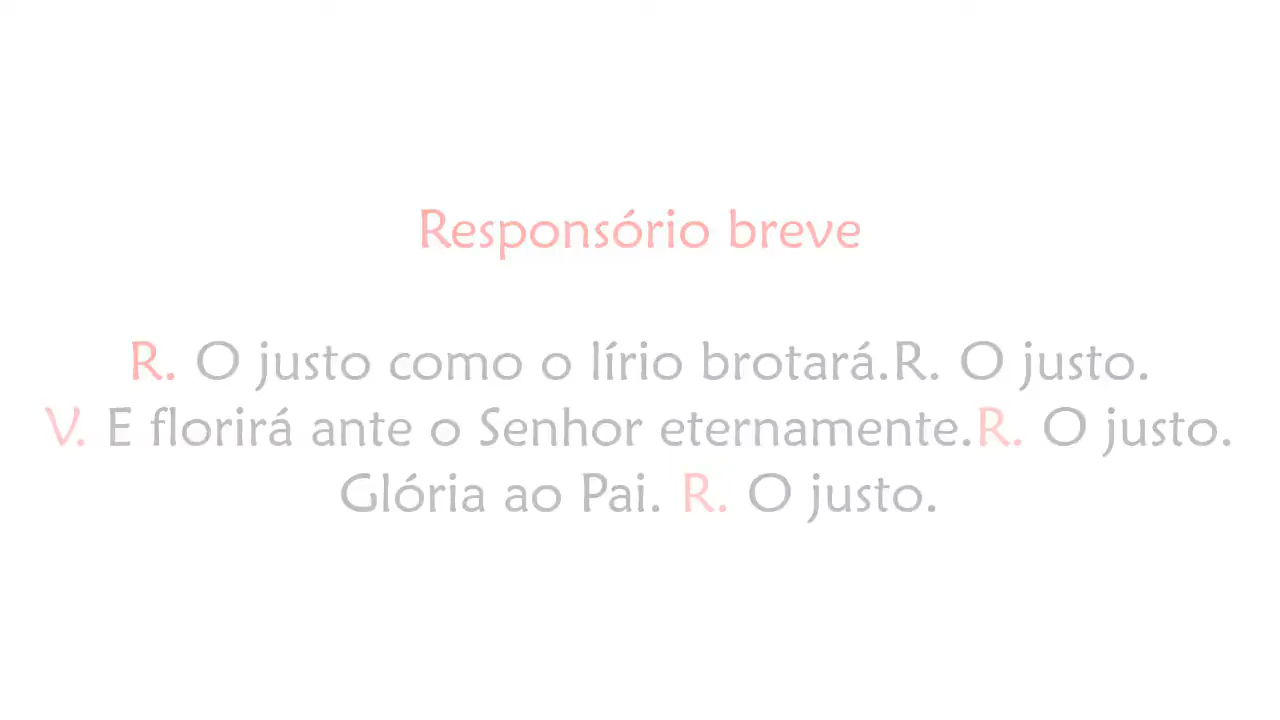 Responsório breve
R. O justo como o lírio brotará.R. O justo.
V. E florirá ante o Senhor eternamente.R. O justo.
Glória ao Pai. R. O justo.